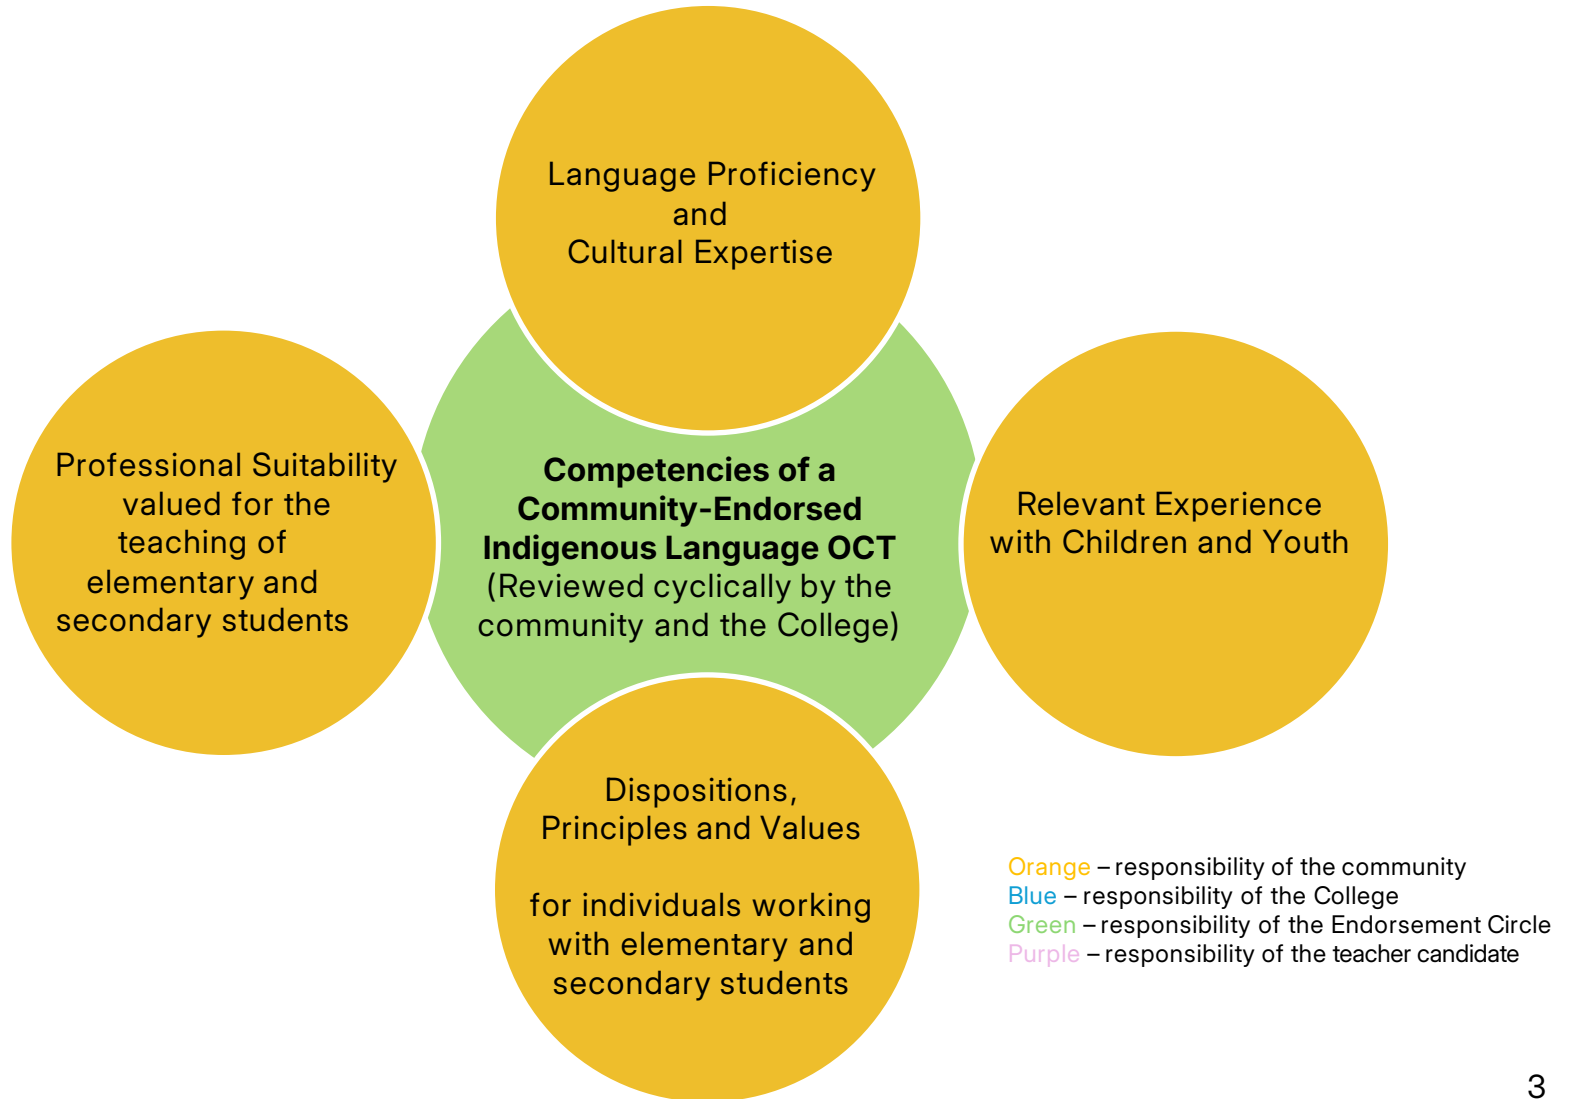 Language Proficiency
and
Cultural Expertise
Professional Suitability
valued for the
teaching of
elementary and
secondary students
Competencies of a
Community-Endorsed
Indigenous Language OCT
(Reviewed cyclically by the
community and the College)
Relevant Experience
with Children and Youth
Dispositions,
Principles and Values
for individuals working
with elementary and
secondary students
Orange – responsibility of the community
Blue – responsibility of the College
Green – responsibility of the Endorsement Circle
Purple – responsibility of the teacher candidate
3